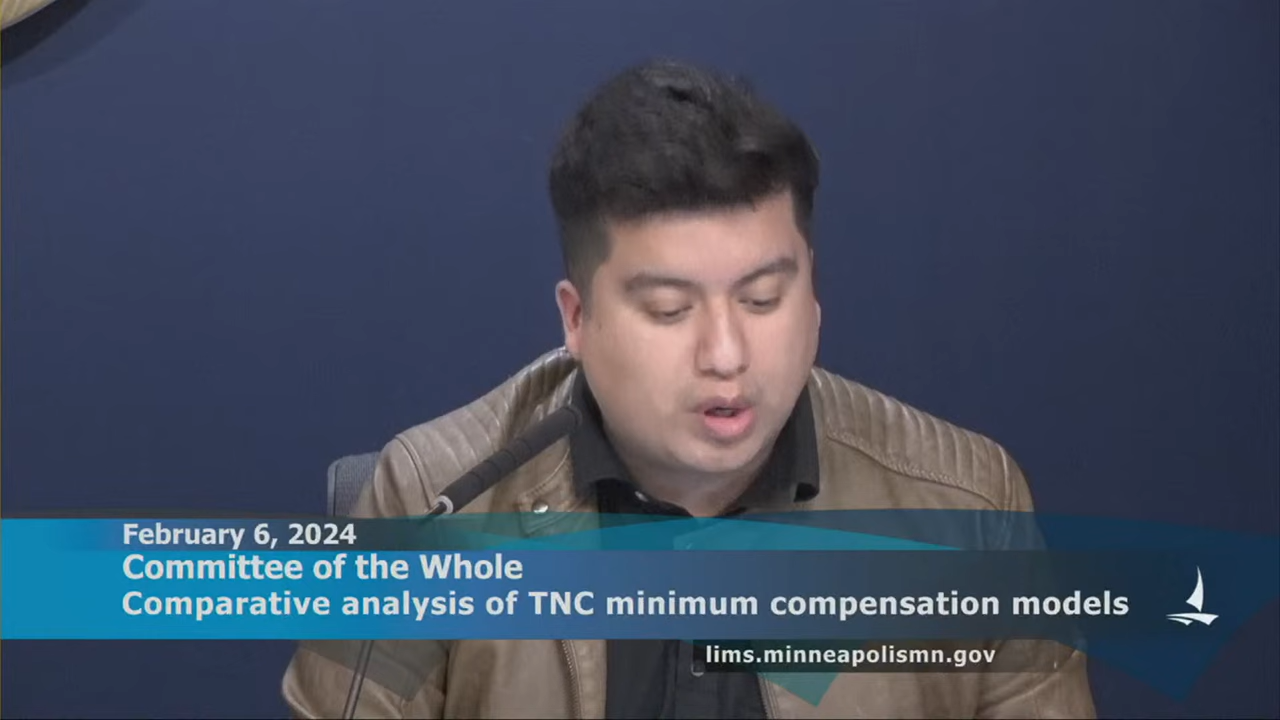 February 6, 2024
Committee of the Whole
Comparative analysis of TNC minimum compensation models
lims.minneapolismn.gov